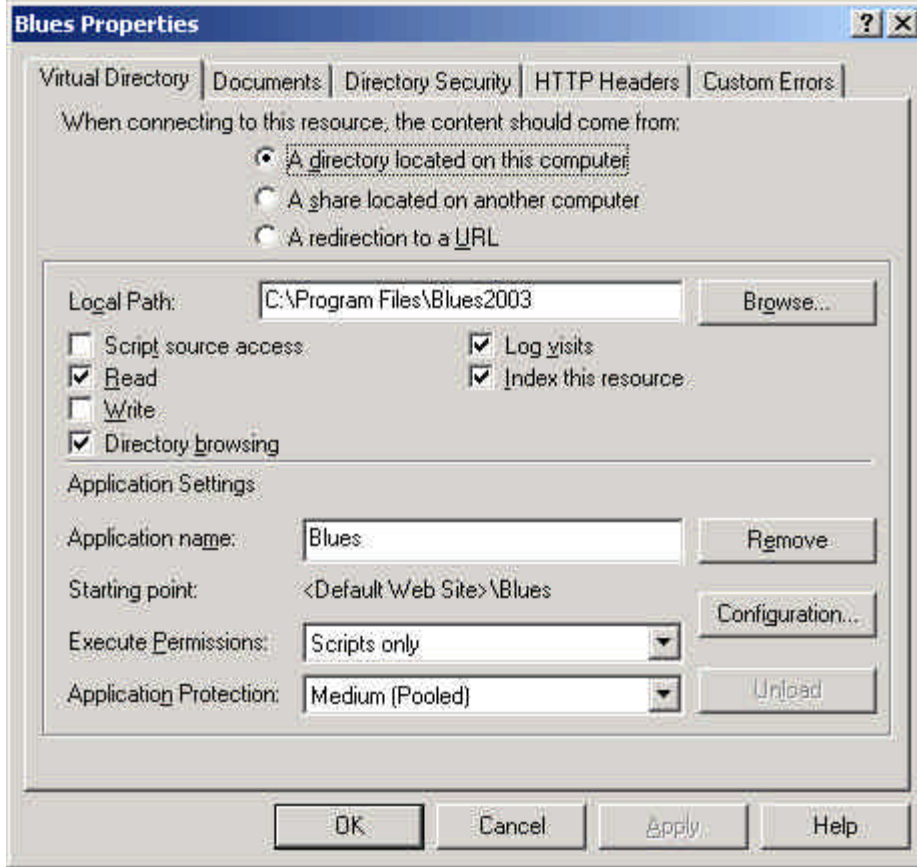 Blues Properties
Virtual Directory Documents Directory Security HTTP Headers Custom Errors
When connecting to this resource, the content should come from:
A directory located on this computer
A share located on another computer
A redirection to a URL
Local Path: C:\Program Files\Blues2003 Browse...
Script source access Log visits
Read Index this resource
Write
Directory browsing
Application Settings
Application name: Blues Remove
Starting point: <Default Web Site>\Blues
Configuration...
Execute Permissions: Scripts only
Application Protection: Medium (Pooled) Unload
OK Cancel Apply Help